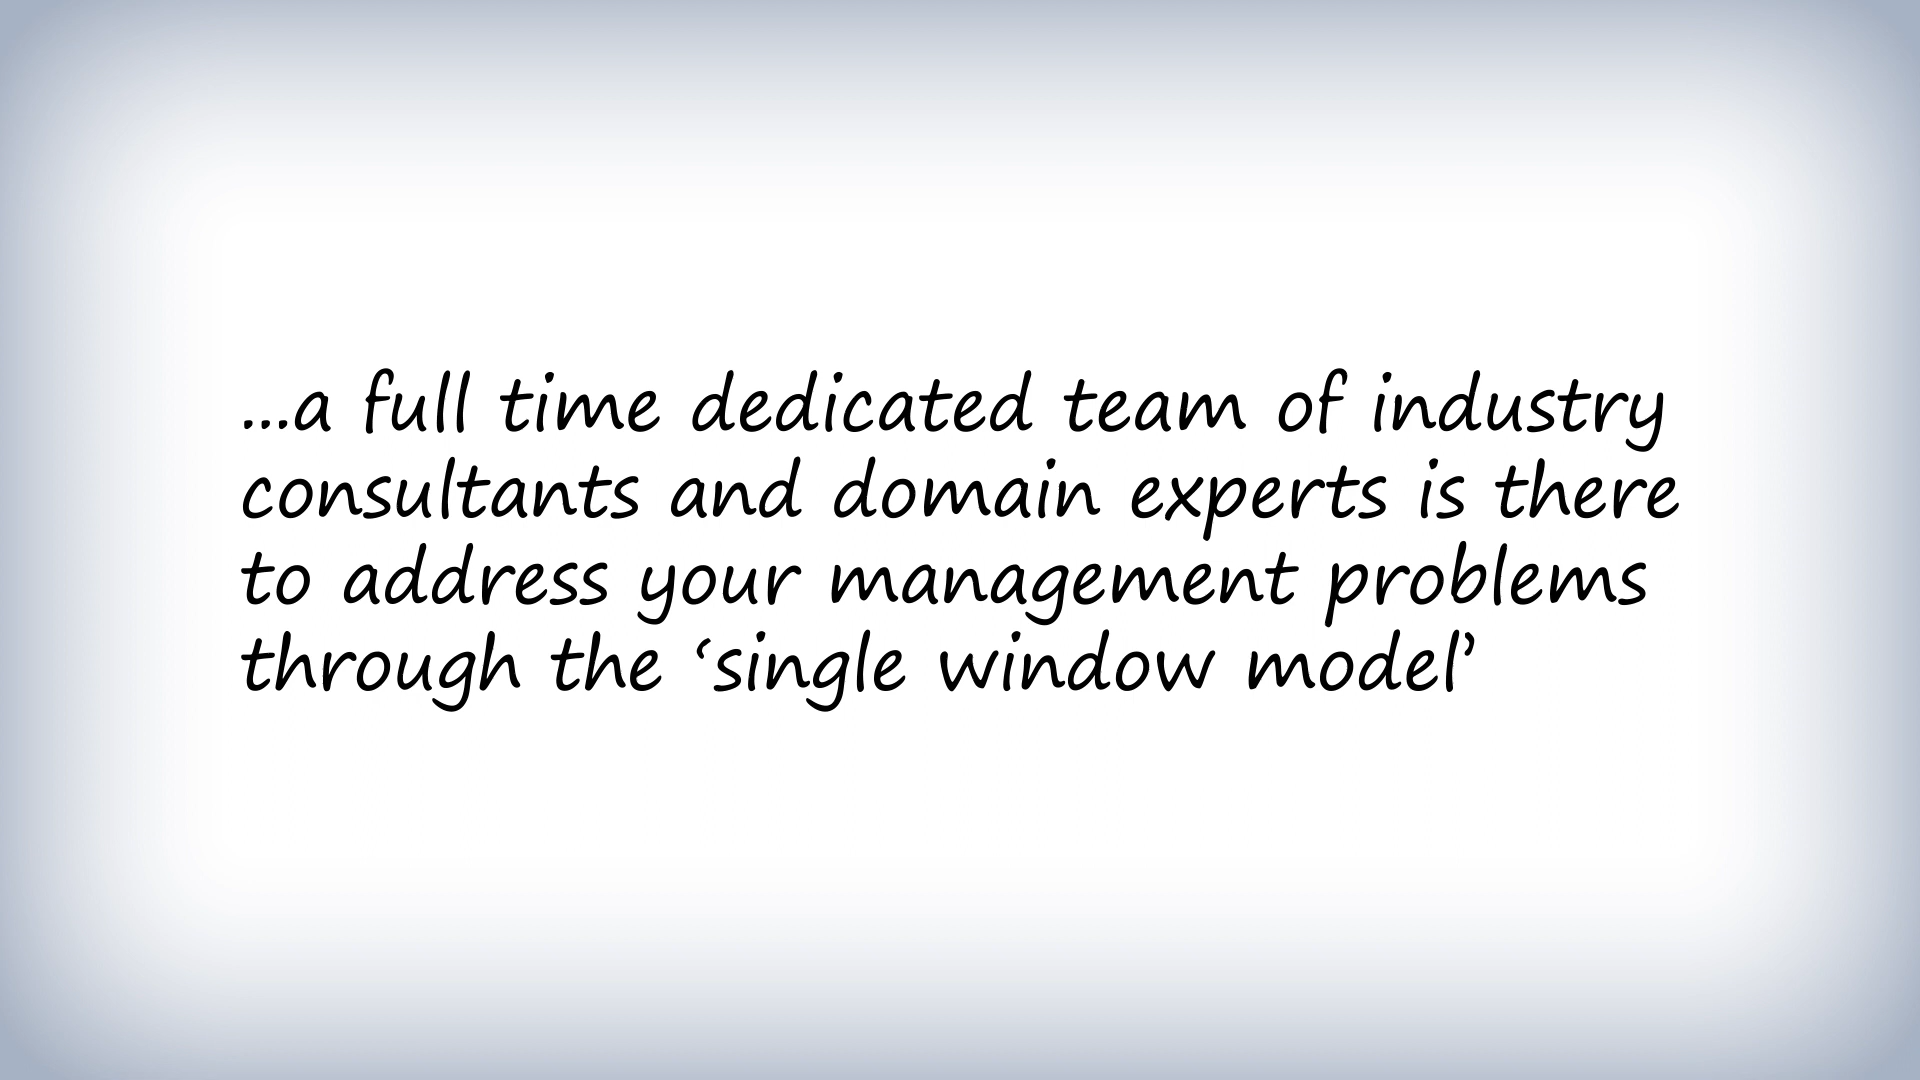 ...a full time dedicated team of industry
consultants and domain experts is there
to address your management problems
through the ‘single window model’